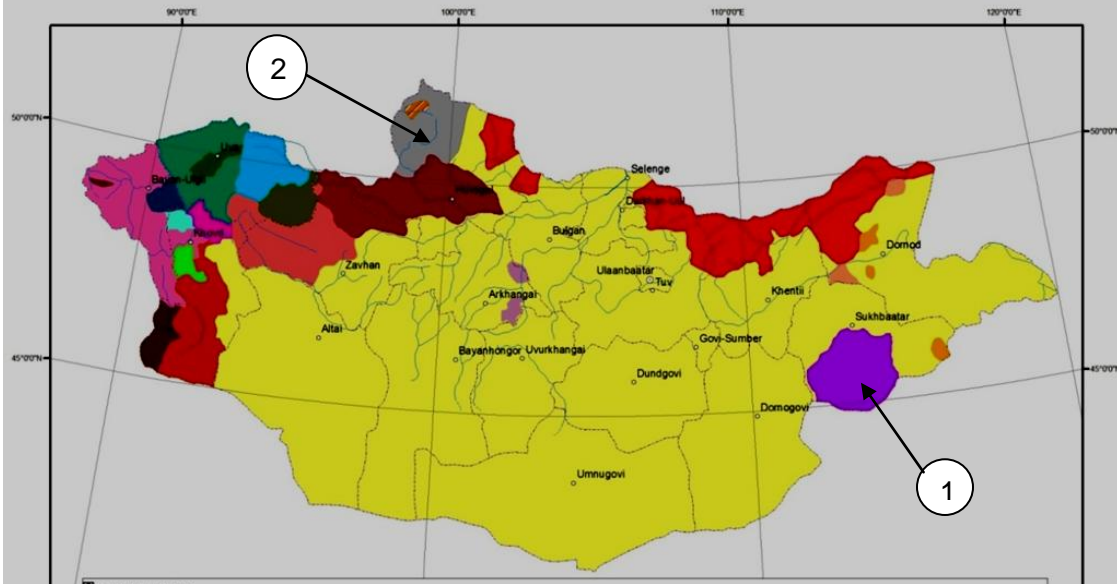 90°0'0"E
100°0'0"E
110°0'0"E
120°0'0"E
2
50°0'0"N
50°0'0"N
Selenge
Bayan-Ulgii
Bulgan
Dornod
Ulaanbaatar
Zavhan
Tuv
Khentii
Arkhangai
Sukhbaatar
Altai
Govi-Sumber
45°0'0"N
Bayanhongor
Uvurkhangai
45°0'0"N
Dundgovi
Dornogovi
Umnugovi
1